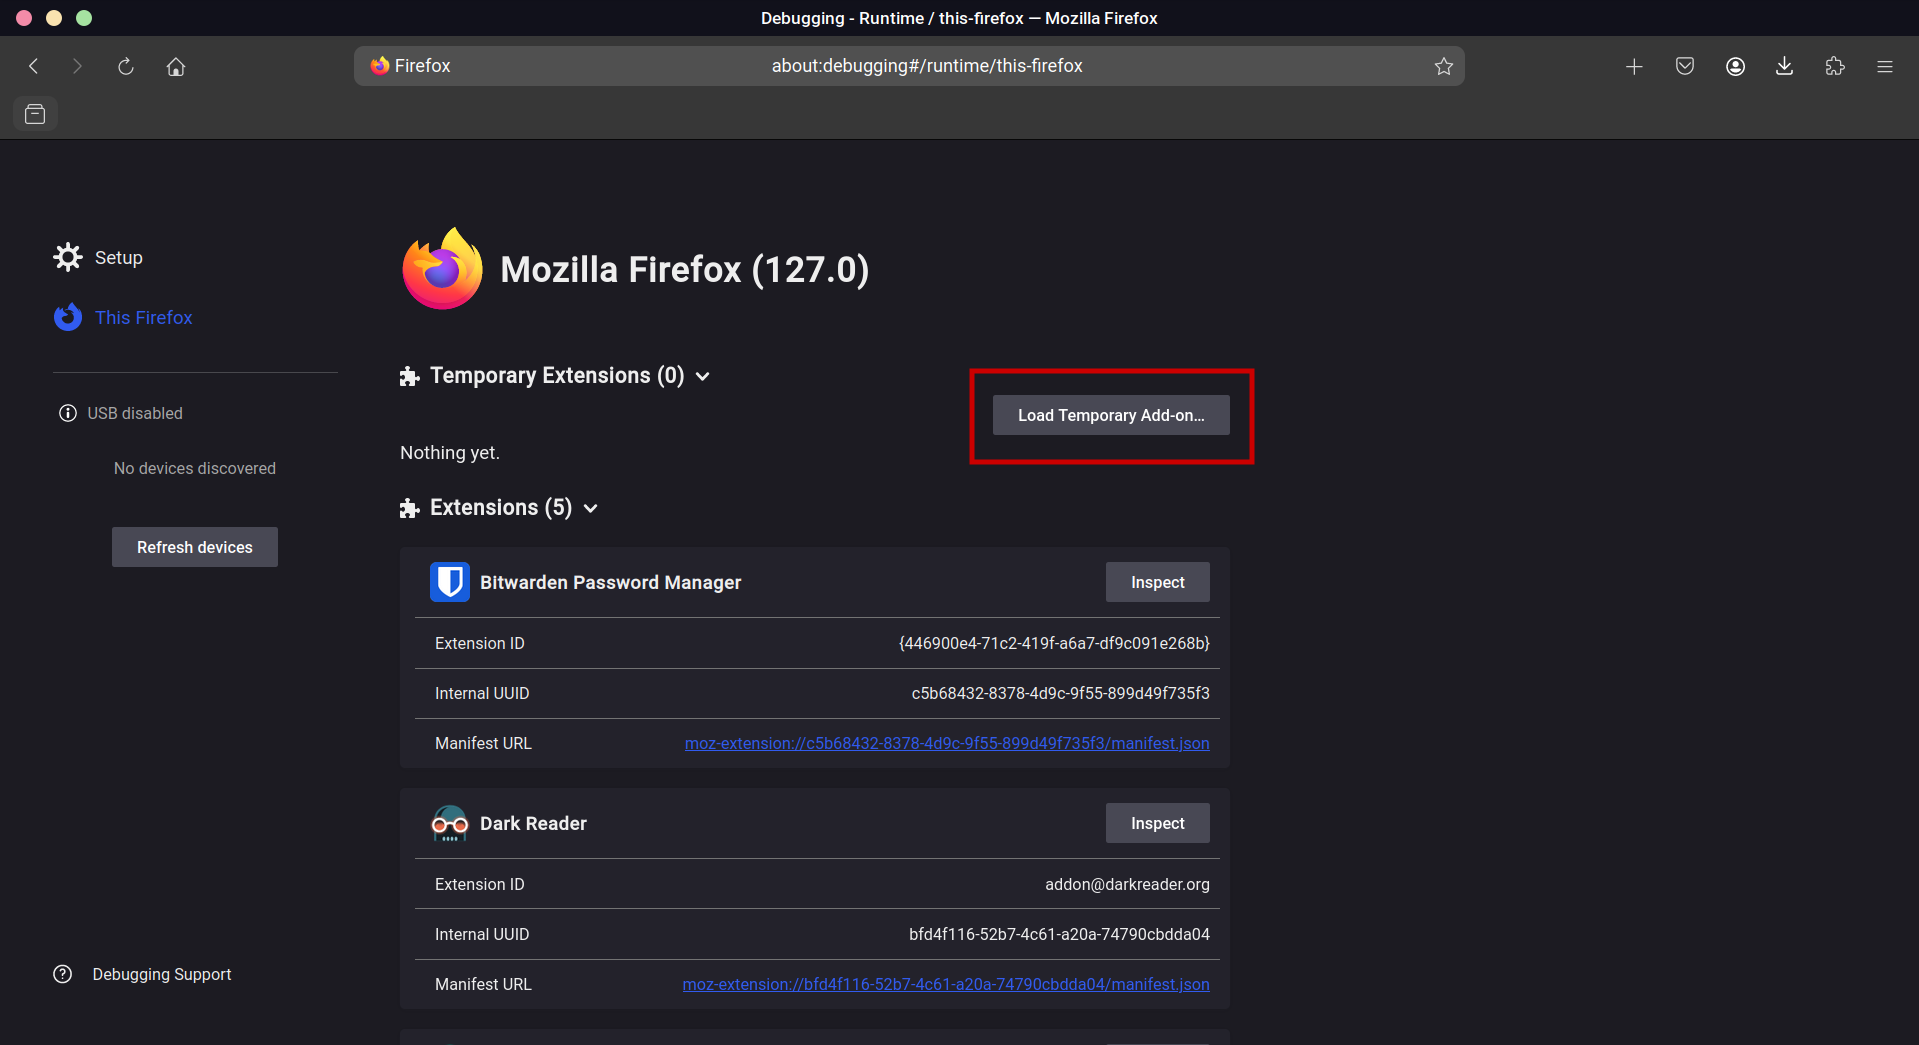 Debugging - Runtime / this-firefox — Mozilla Firefox
Firefox
about:debugging#/runtime/this-firefox
Setup
This Firefox
USB disabled
No devices discovered
Refresh devices
Debugging Support
Mozilla Firefox (127.0)
Temporary Extensions (0)
Load Temporary Add-on...
Nothing yet.
Extensions (5)
Bitwarden Password Manager
Inspect
Extension ID {446900e4-71c2-419f-a6a7-df9c091e268b}
Internal UUID c5b68432-8378-4d9c-9f55-899d49f735f3
Manifest URL moz-extension://c5b68432-8378-4d9c-9f55-899d49f735f3/manifest.json
Dark Reader
Inspect
Extension ID addon@darkreader.org
Internal UUID bfd4f116-52b7-4c61-a20a-74790cbdda04
Manifest URL moz-extension://bfd4f116-52b7-4c61-a20a-74790cbdda04/manifest.json